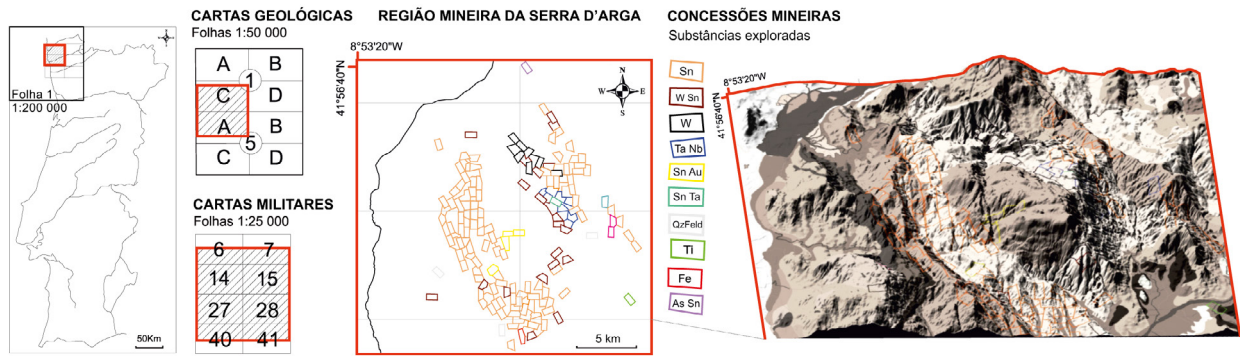 Folha 1
1:200 000
50Km
CARTAS GEOLÓGICAS
Folhas 1:50 000
A B
1
C D
A B
5
C D
CARTAS MILITARES
Folhas 1:25 000
6 7
14 15
27 28
40 41
REGIÃO MINEIRA DA SERRA D'ARGA
8°53'20"W
41°56'40"N
N
W E
S
5 km
CONCESSÕES MINEIRAS
Substâncias exploradas
Sn
W Sn
W
Ta Nb
Sn Au
Sn Ta
QzFeld
Ti
Fe
As Sn
8°53'20"W
41°56'40"N